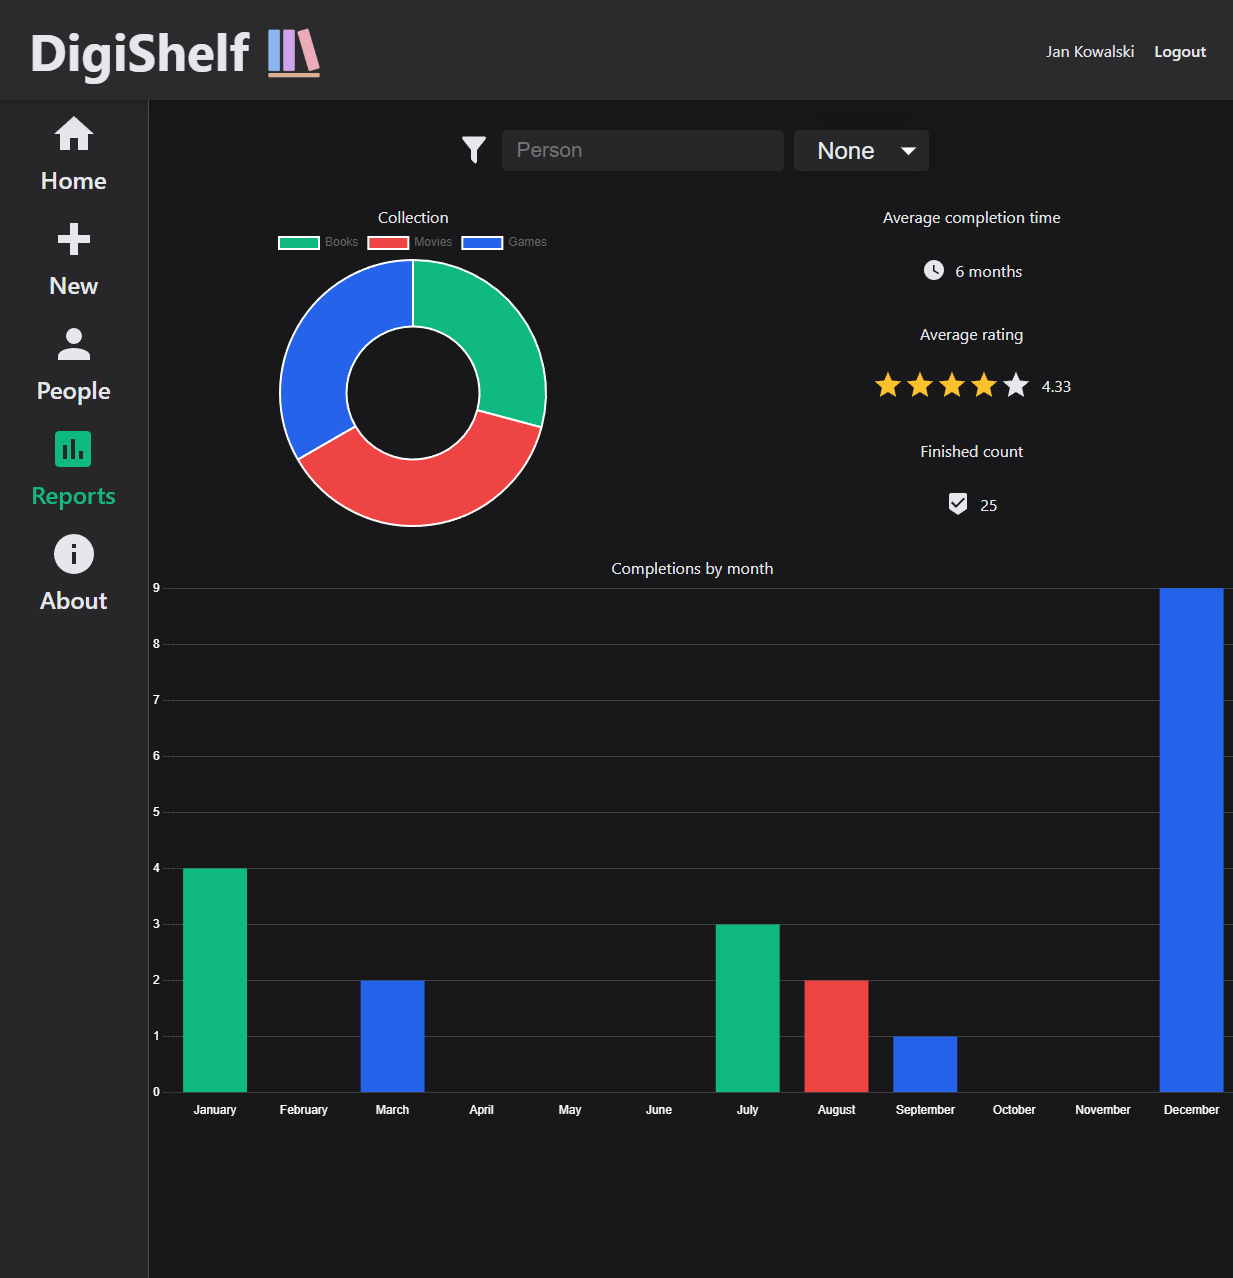 DigiShelf
Jan Kowalski Logout
Home
New
People
Reports
About
Person
None
Collection
Books Movies Games
Average completion time
6 months
Average rating
4.33
Finished count
25
Completions by month
9
8
7
6
5
4
3
2
1
0
January February March April May June July August September October November December